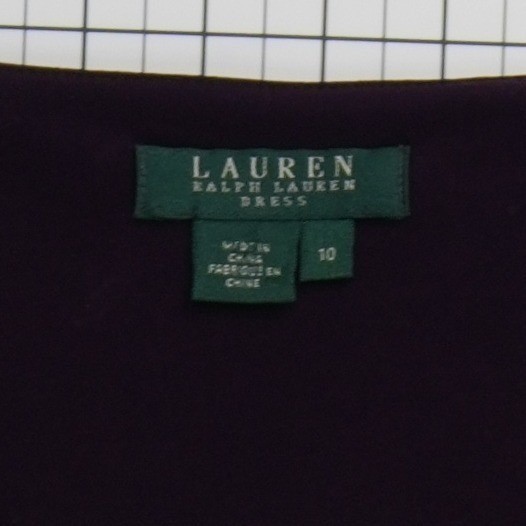 LAUREN
RALPH LAUREN
DRESS
MADE IN
CHINA
FABRIQUE EN
CHINE
10